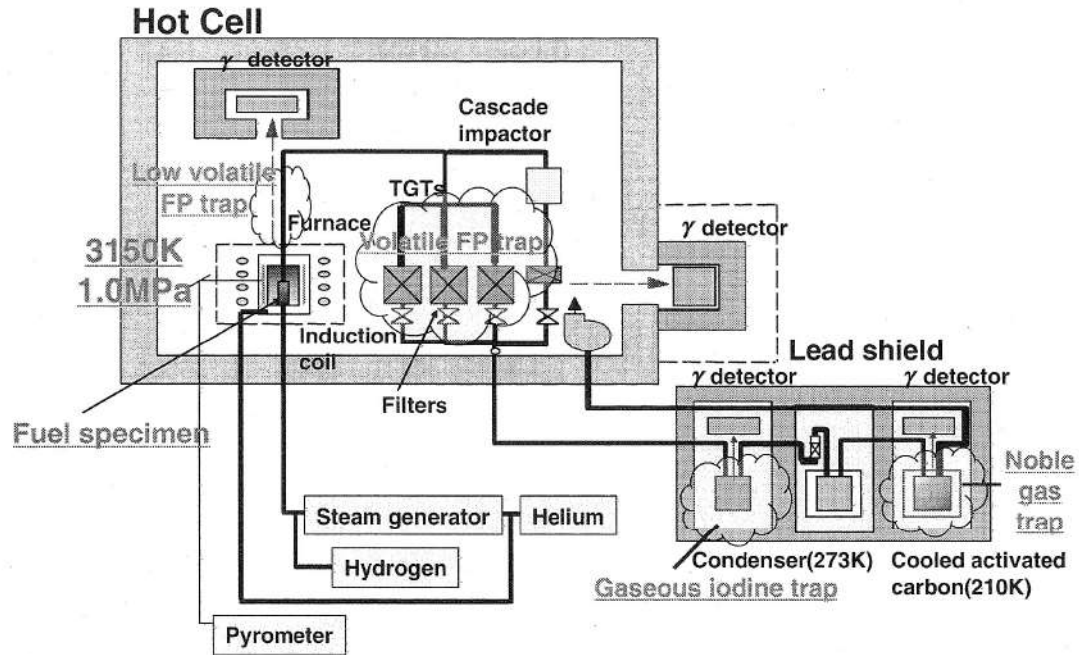 Hot Cell
γ detector
Cascade
impactor
Low volatile
FP trap
TGTs
Furnace
Volatile FP trap
γ detector
3150K
1.0MPa
Induction
coil
Filters
Lead shield
γ detector
γ detector
Fuel specimen
Noble
gas
trap
Steam generator
Helium
Hydrogen
Condenser(273K)
Cooled activated
carbon(210K)
Gaseous iodine trap
Pyrometer